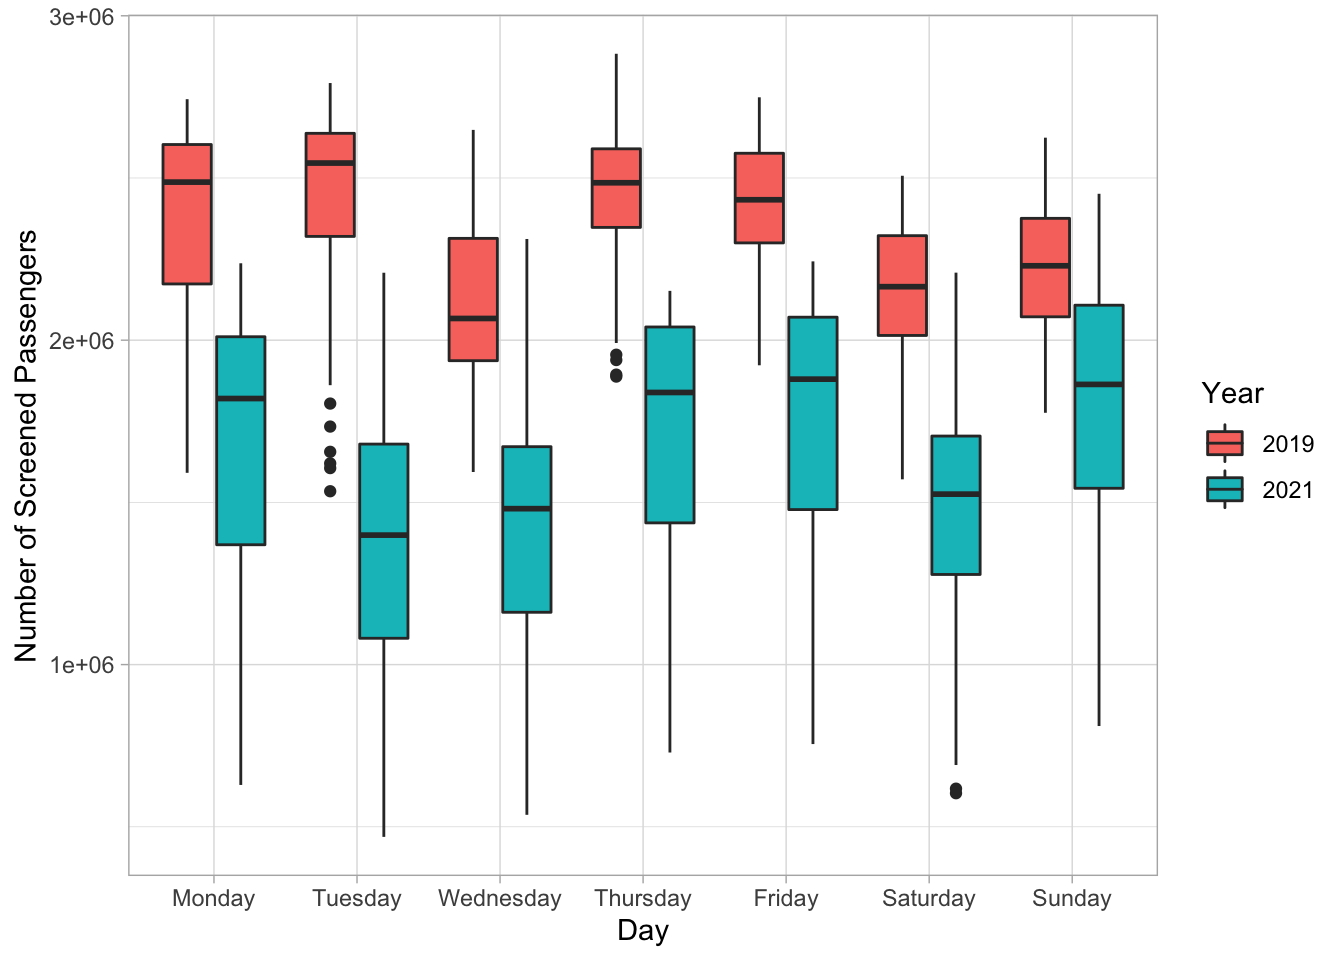 Number of Screened Passengers
3e+06
2e+06
1e+06
Monday Tuesday Wednesday Thursday Friday Saturday Sunday
Day
Year
2019
2021